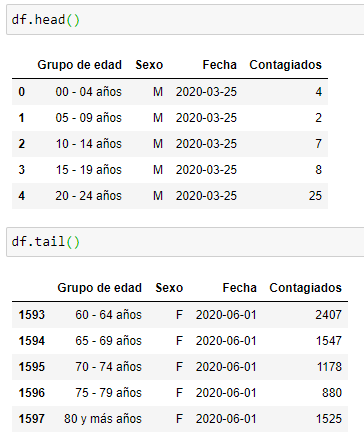 df.head()
Grupo de edad Sexo Fecha Contagiados
0 00 - 04 años M 2020-03-25 4
1 05 - 09 años M 2020-03-25 2
2 10 - 14 años M 2020-03-25 7
3 15 - 19 años M 2020-03-25 8
4 20 - 24 años M 2020-03-25 25
df.tail()
Grupo de edad Sexo Fecha Contagiados
1593 60 - 64 años F 2020-06-01 2407
1594 65 - 69 años F 2020-06-01 1547
1595 70 - 74 años F 2020-06-01 1178
1596 75 - 79 años F 2020-06-01 880
1597 80 y más años F 2020-06-01 1525